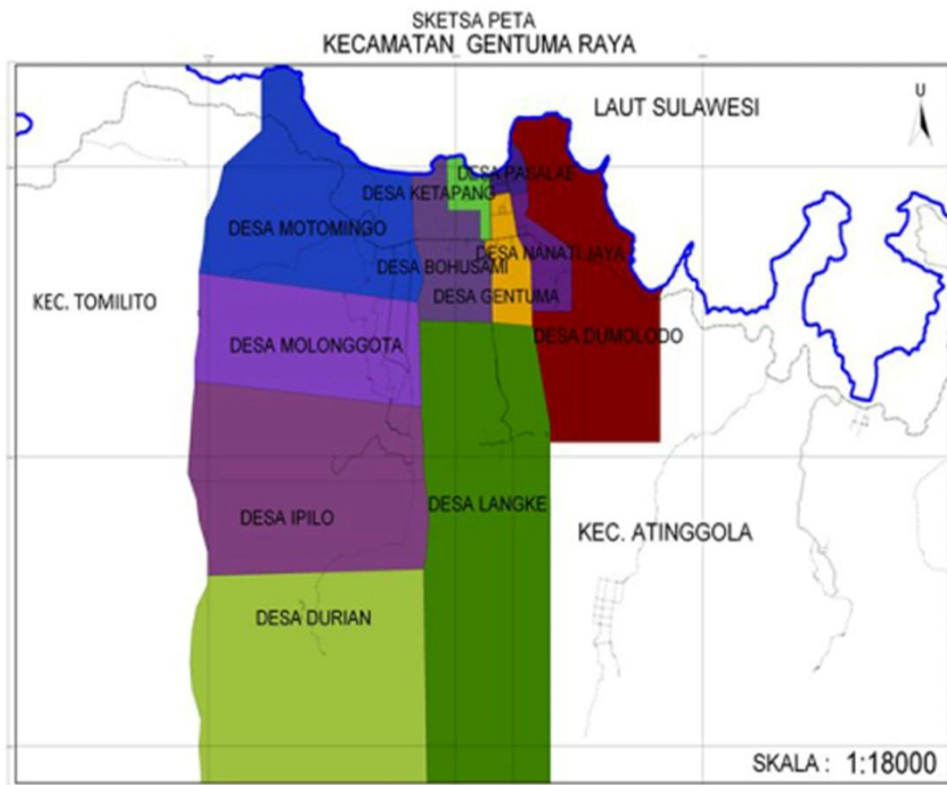 SKETSA PETA
KECAMATAN GENTUMA RAYA
U
LAUT SULAWESI
DESA PASALAE
DESA KETAPANG
DESA MOTOMINGO
DESA NANATI JAYA
DESA BOHUSAMI
KEC. TOMILITO
DESA GENTUMA
DESA DUMOLODO
DESA MOLONGGOTA
DESA LANGKE
DESA IPILO
KEC. ATINGGOLA
DESA DURIAN
SKALA : 1:18000